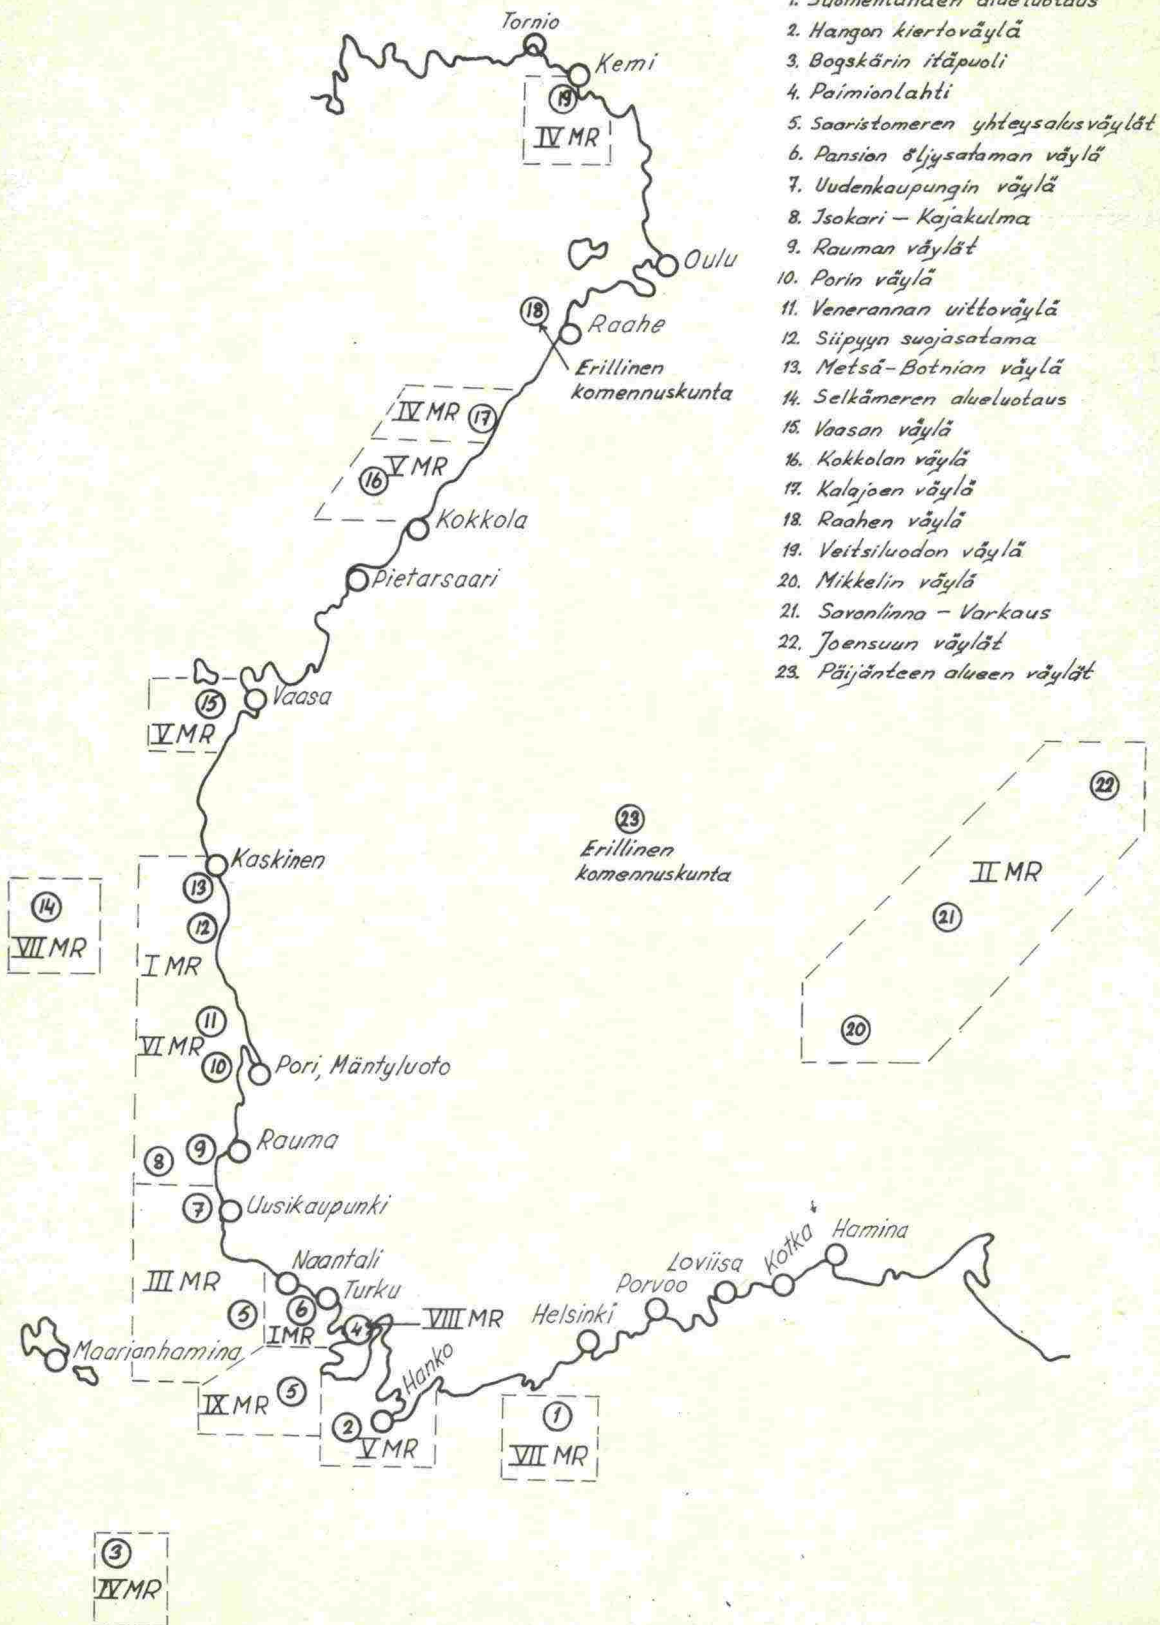 1. Suomenlahden alueluotaus
2. Hangon kiertoväylä
3. Bogskärin itäpuoli
4. Paimionlahti
5. Saaristomeren yhteysalusväylät
6. Pansion öljysataman väylä
7. Uudenkaupungin väylä
8. Isokari – Kajakulma
9. Rauman väylät
10. Porin väylä
11. Venerannan uittoväylä
12. Siipyyn suojasatama
13. Metsä-Botnian väylä
14. Selkämeren alueluotaus
15. Vaasan väylä
16. Kokkolan väylä
17. Kalajoen väylä
18. Raahen väylä
19. Veitsiluodon väylä
20. Mikkelin väylä
21. Savonlinna – Varkaus
22. Joensuun väylät
23. Päijänteen alueen väylät
Tornio
Kemi
19
IV MR
Oulu
18
Raahe
Erillinen
komennuskunta
IV MR 17
16 V MR
Kokkola
Pietarsaari
15 Vaasa
V MR
22
23
Erillinen
komennuskunta
II MR
21
20
Kaskinen
13
14
VII MR
12
I MR
11
VI MR
10 Pori, Mäntyluoto
9 Rauma
8
7 Uusikaupunki
Naantali
III MR
Turku
5 6
I MR 4 VIII MR
Maarianhamina
Hanko
Helsinki
Porvoo
Loviisa
Kotka
Hamina
IX MR 5
2
V MR
1
VII MR
3
IV MR